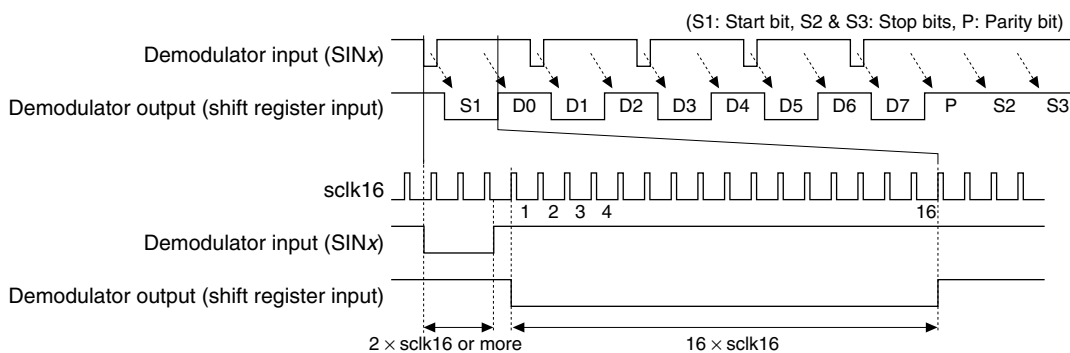 (S1: Start bit, S2 & S3: Stop bits, P: Parity bit)
Demodulator input (SINx)
Demodulator output (shift register input)
S1 D0 D1 D2 D3 D4 D5 D6 D7 P S2 S3
sclk16
1 2 3 4 16
Demodulator input (SINx)
Demodulator output (shift register input)
2 × sclk16 or more
16 × sclk16